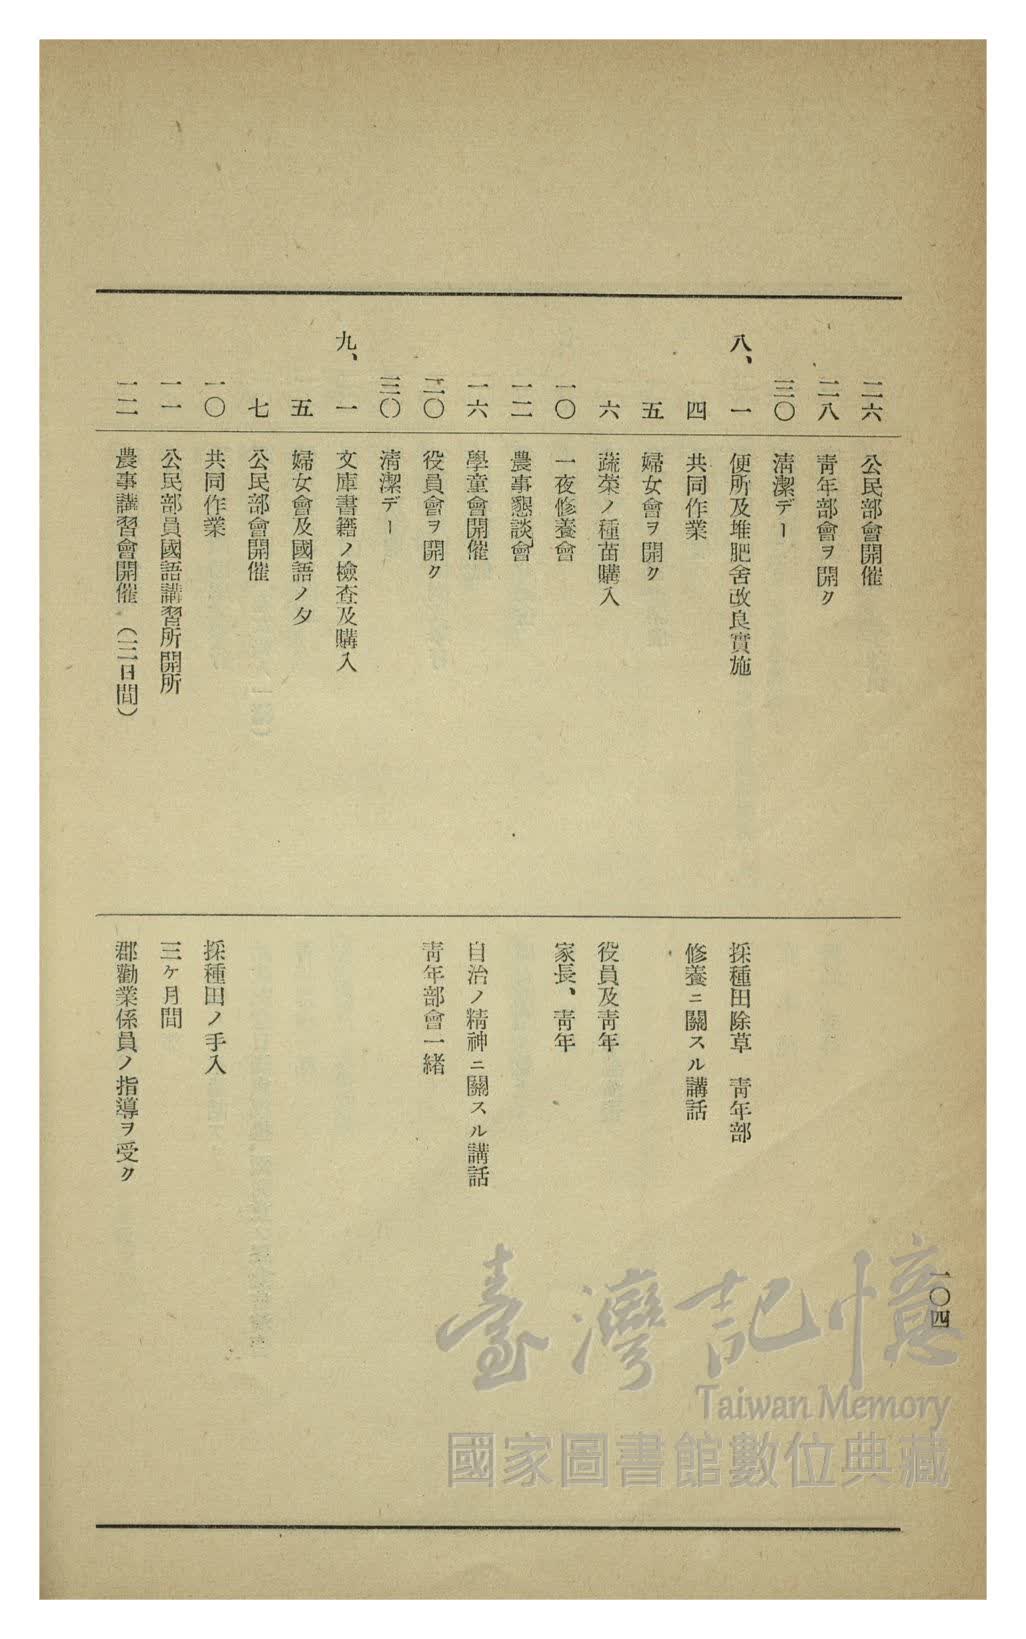 二六 公民部會開催
二八 靑年部會ヲ開ク
三〇 淸潔デー
八、一 便所及堆肥舍改良實施 採種田除草 靑年部
四 共同作業 修養ニ關スル講話
五 婦女會ヲ開ク
六 蔬菜ノ種苗購入 役員及靑年
一〇 一夜修養會 家長、靑年
一二 農事懇談會
一六 學童會開催 自治ノ精神ニ關スル講話
二〇 役員會ヲ開ク 靑年部會一緖
三〇 淸潔デー
九、一 文庫書籍ノ檢査及購入
五 婦女會及國語ノ夕
七 公民部會開催
一〇 共同作業 採種田ノ手入
一一 公民部員國語講習所開所 三ケ月間
一二 農事講習會開催（三日間） 郡勸業係員ノ指導ヲ受ク
一〇四
臺灣記憶
Taiwan Memory
國家圖書館數位典藏